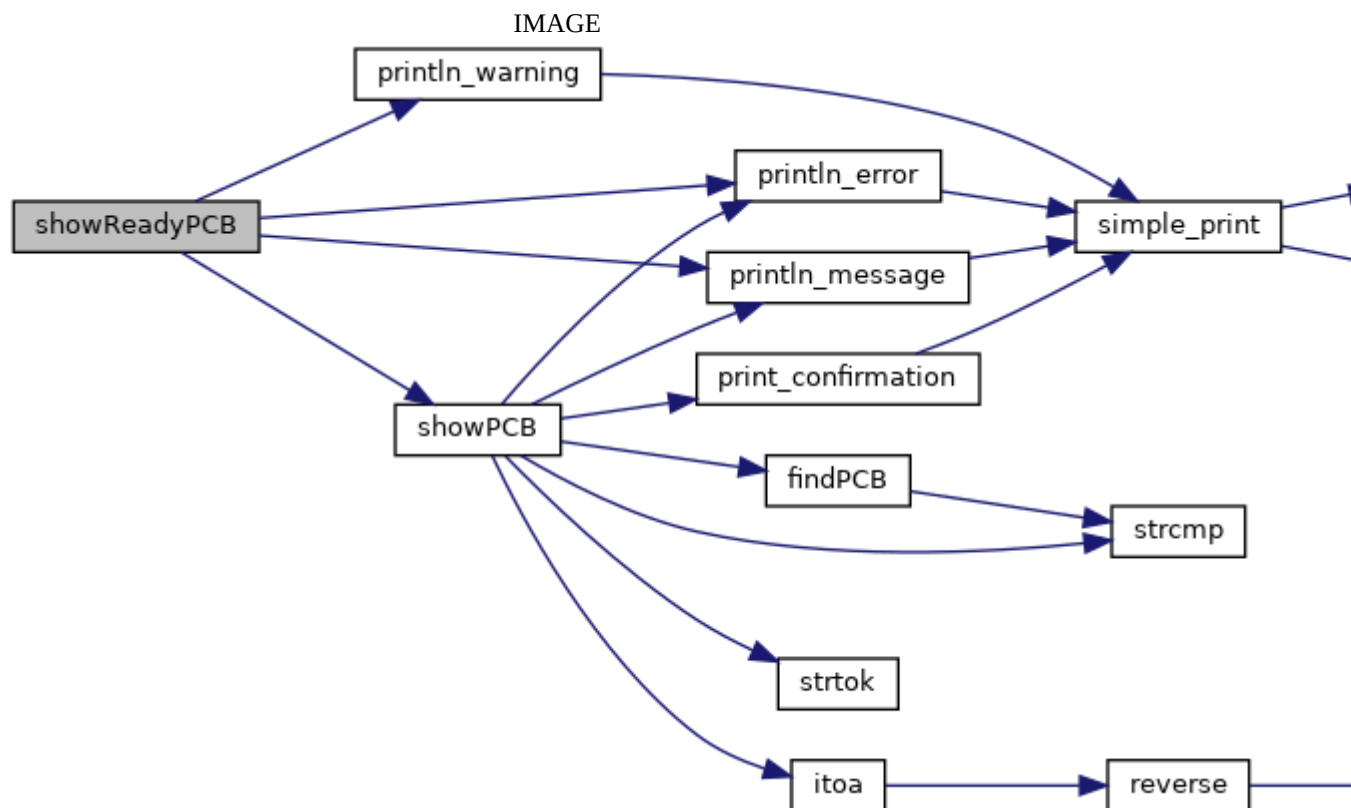 IMAGE
println_warning
println_error
showReadyPCB
simple_print
println_message
print_confirmation
showPCB
findPCB
strcmp
strtok
itoa
reverse